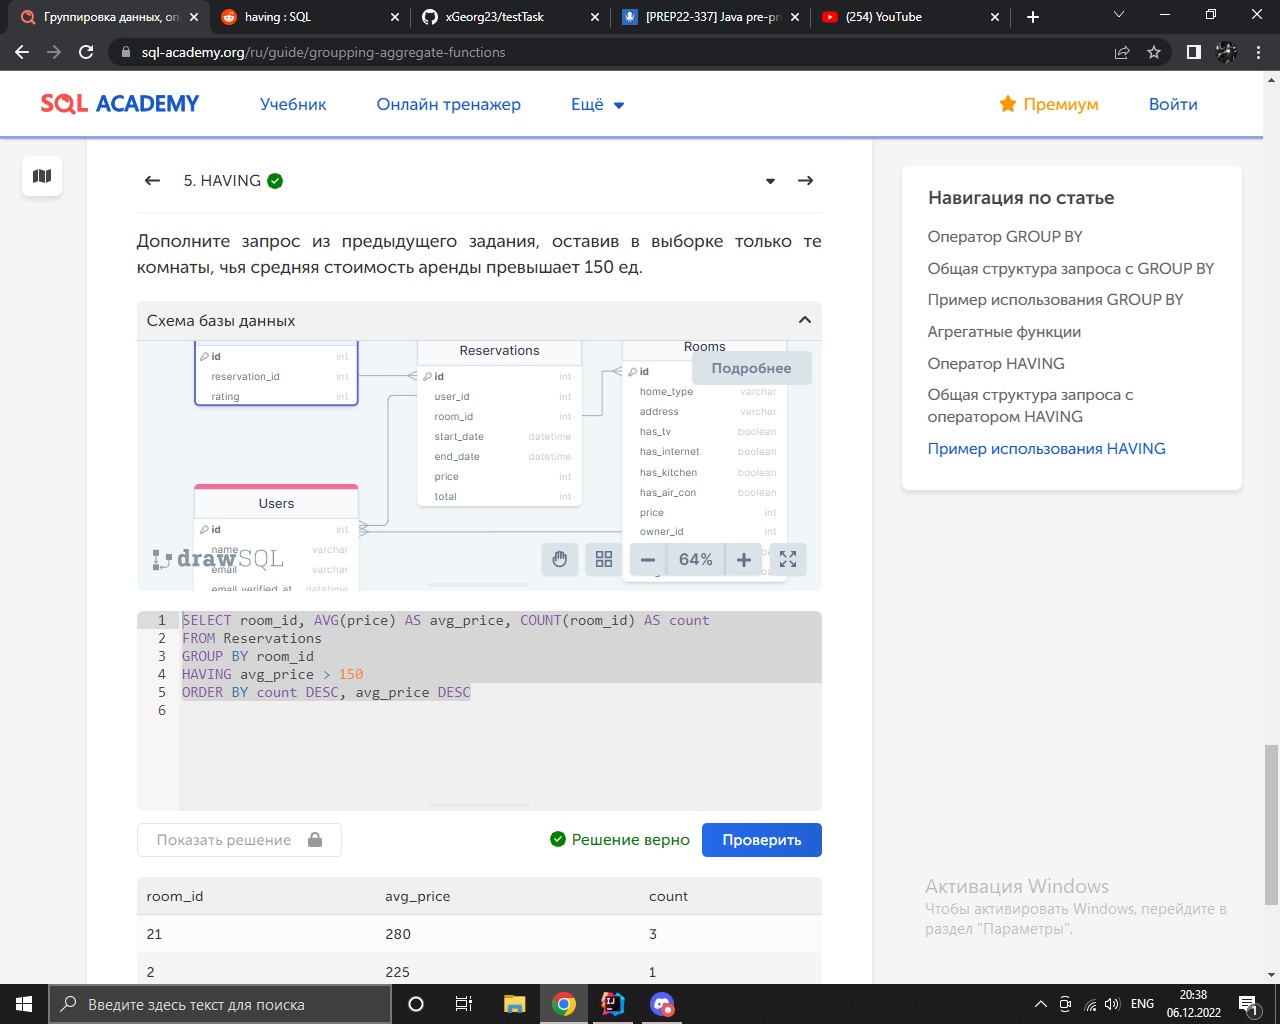 Группировка данных, оп
having : SQL
xGeorg23/testTask
[PREP22-337] Java pre-pr
(254) YouTube
sql-academy.org/ru/guide/groupping-aggregate-functions
SQL ACADEMY
Учебник
Онлайн тренажер
Ещё
Премиум
Войти
5. HAVING
Дополните запрос из предыдущего задания, оставив в выборке только те
комнаты, чья средняя стоимость аренды превышает 150 ед.
Схема базы данных
id int
reservation_id int
rating int
Reservations
id int
user_id int
room_id int
start_date datetime
end_date datetime
price int
total int
Rooms
Подробнее
id
home_type varchar
address varchar
has_tv boolean
has_internet boolean
has_kitchen boolean
has_air_con boolean
price int
owner_id int
Users
id int
name varchar
email varchar
email_verified_at datetime
drawSQL
64%
1 SELECT room_id, AVG(price) AS avg_price, COUNT(room_id) AS count
2 FROM Reservations
3 GROUP BY room_id
4 HAVING avg_price > 150
5 ORDER BY count DESC, avg_price DESC
6
Показать решение
Решение верно
Проверить
room_id avg_price count
21 280 3
2 225 1
Навигация по статье
Оператор GROUP BY
Общая структура запроса с GROUP BY
Пример использования GROUP BY
Агрегатные функции
Оператор HAVING
Общая структура запроса с
оператором HAVING
Пример использования HAVING
Активация Windows
Чтобы активировать Windows, перейдите в
раздел "Параметры".
Введите здесь текст для поиска
ENG
20:38
06.12.2022
1